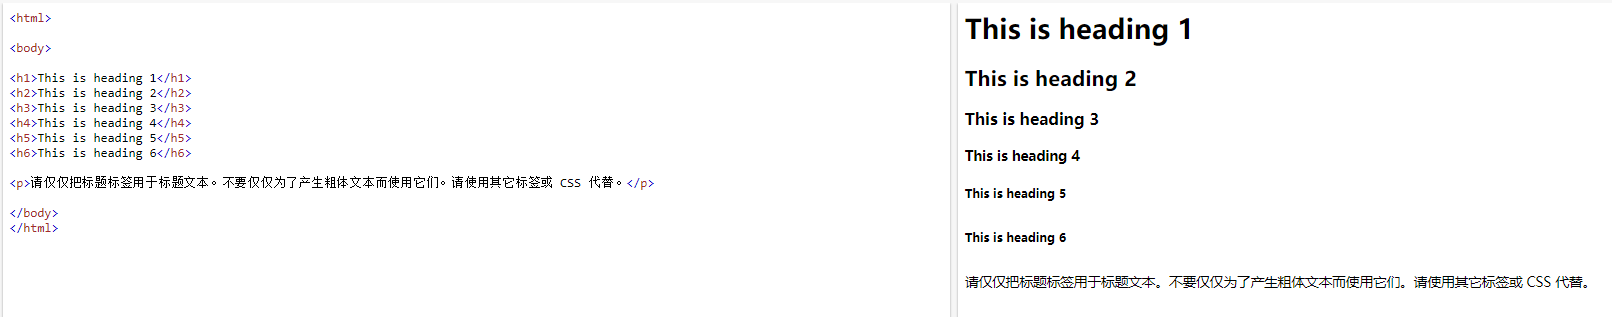 <html>
<body>
<h1>This is heading 1</h1>
<h2>This is heading 2</h2>
<h3>This is heading 3</h3>
<h4>This is heading 4</h4>
<h5>This is heading 5</h5>
<h6>This is heading 6</h6>
<p>请仅仅把标题标签用于标题文本。不要仅仅为了产生粗体文本而使用它们。请使用其它标签或 CSS 代替。</p>
</body>
</html>
This is heading 1
This is heading 2
This is heading 3
This is heading 4
This is heading 5
This is heading 6
请仅仅把标题标签用于标题文本。不要仅仅为了产生粗体文本而使用它们。请使用其它标签或 CSS 代替。